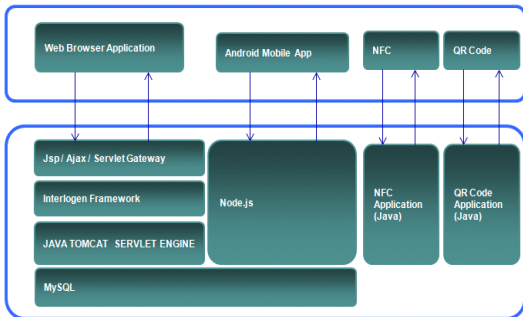 Web Browser Application
Android Mobile App
NFC
QR Code
Jsp / Ajax / Servlet Gateway
Interlogen Framework
JAVA TOMCAT SERVLET ENGINE
MySQL
Node.js
NFC
Application
(Java)
QR Code
Application
(Java)